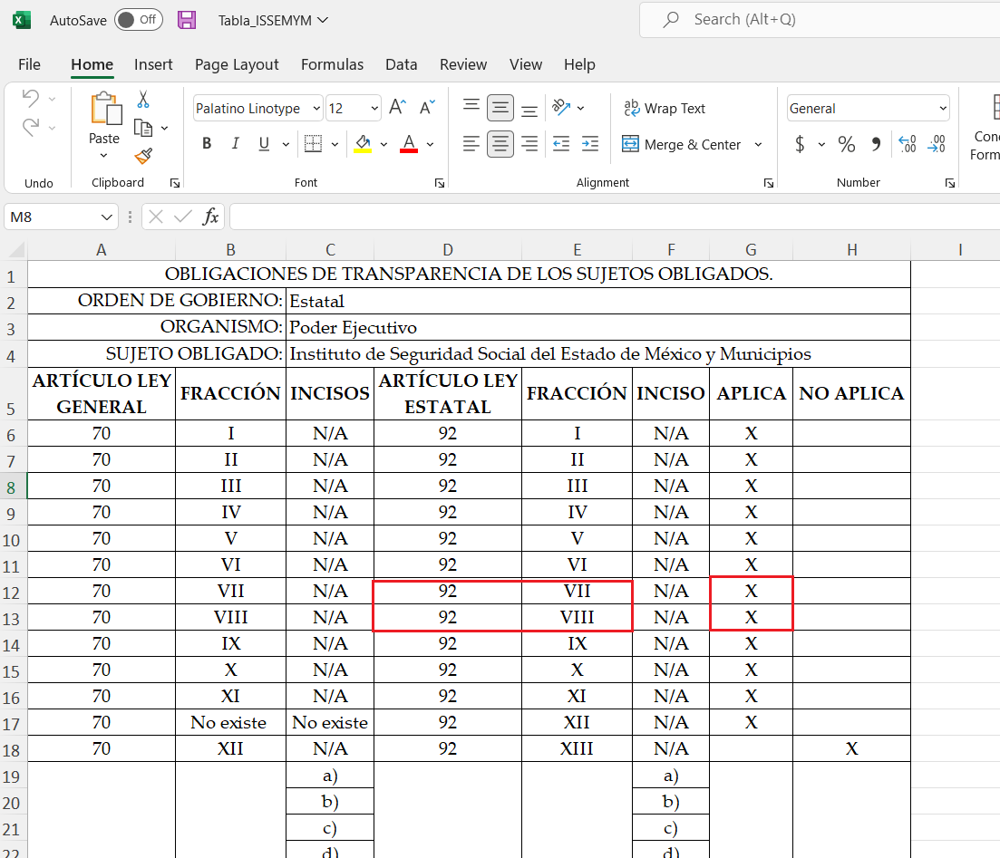 AutoSave Off Tabla_ISSEMYM Search (Alt+Q)
File Home Insert Page Layout Formulas Data Review View Help
Palatino Linotype 12 Wrap Text General
Paste B I U A Merge & Center $ % 9 .00
Undo Clipboard Font Alignment Number
M8 fx
A B C D E F G H I
1 OBLIGACIONES DE TRANSPARENCIA DE LOS SUJETOS OBLIGADOS.
2 ORDEN DE GOBIERNO: Estatal
3 ORGANISMO: Poder Ejecutivo
4 SUJETO OBLIGADO: Instituto de Seguridad Social del Estado de México y Municipios
5 ARTÍCULO LEY GENERAL FRACCIÓN INCISOS ARTÍCULO LEY ESTATAL FRACCIÓN INCISO APLICA NO APLICA
6 70 I N/A 92 I N/A X
7 70 II N/A 92 II N/A X
8 70 III N/A 92 III N/A X
9 70 IV N/A 92 IV N/A X
10 70 V N/A 92 V N/A X
11 70 VI N/A 92 VI N/A X
12 70 VII N/A 92 VII N/A X
13 70 VIII N/A 92 VIII N/A X
14 70 IX N/A 92 IX N/A X
15 70 X N/A 92 X N/A X
16 70 XI N/A 92 XI N/A X
17 70 No existe No existe 92 XII N/A X
18 70 XII N/A 92 XIII N/A X
19 a) a)
20 b) b)
21 c) c)
22 d) d)